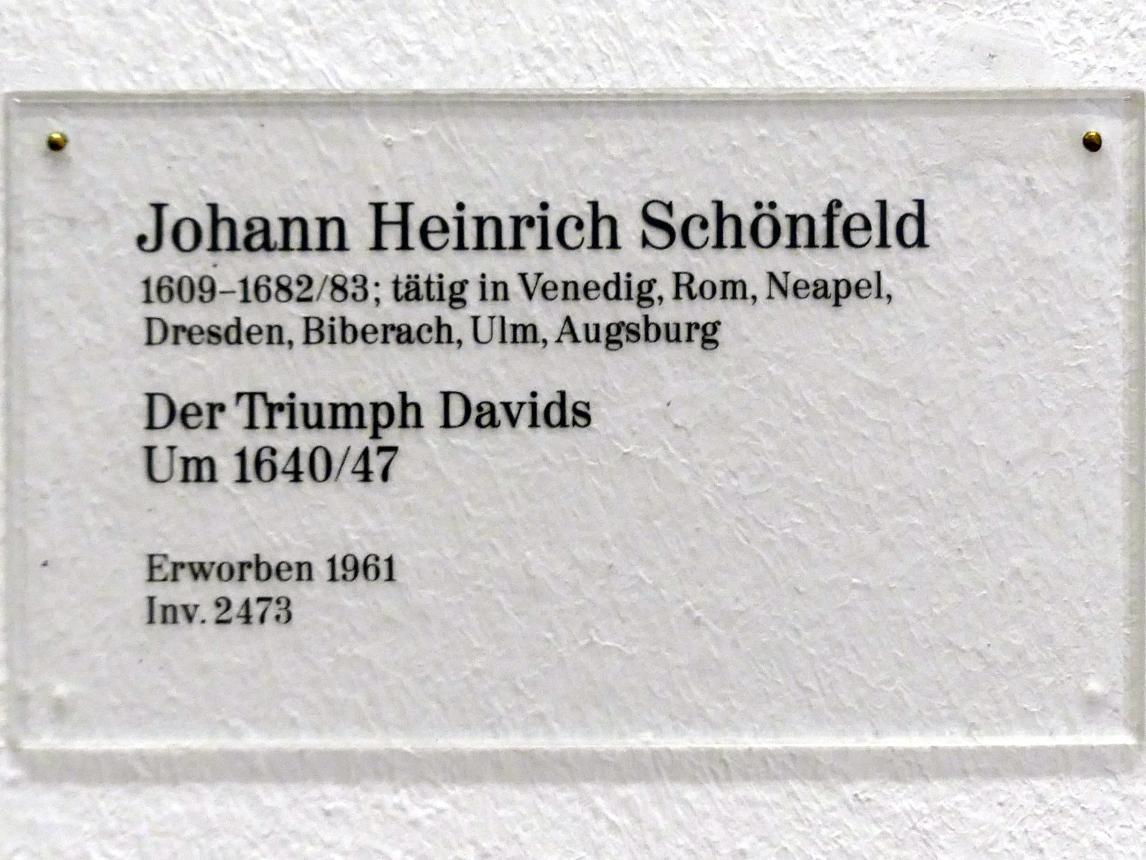 Johann Heinrich Schönfeld
1609–1682/83; tätig in Venedig, Rom, Neapel,
Dresden, Biberach, Ulm, Augsburg
Der Triumph Davids
Um 1640/47
Erworben 1961
Inv. 2473